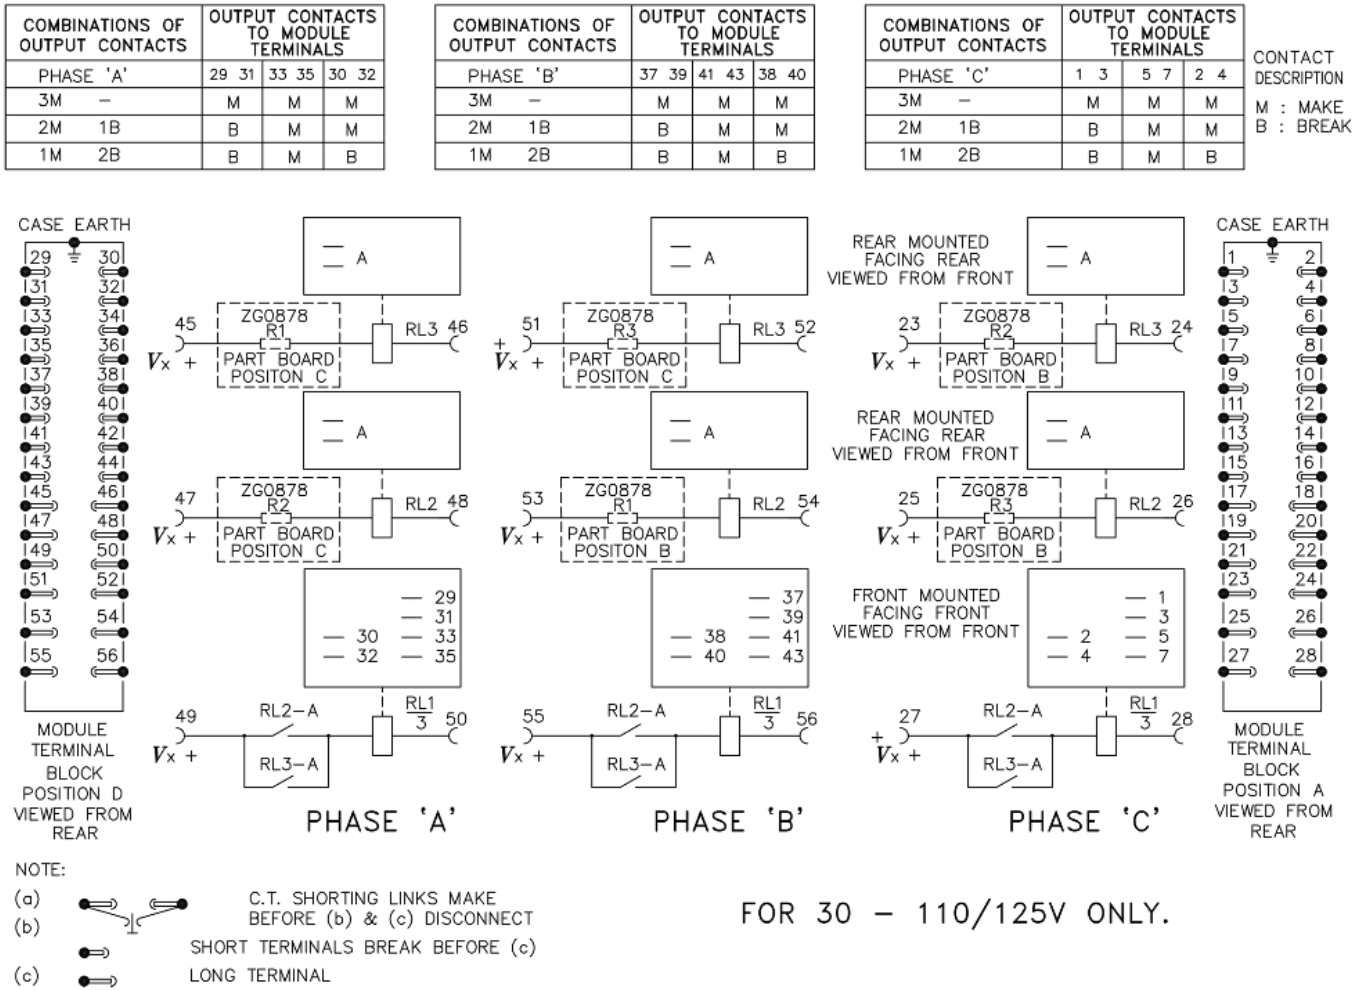 COMBINATIONS OF OUTPUT CONTACTS
OUTPUT CONTACTS TO MODULE TERMINALS
PHASE 'A' 29 31 33 35 30 32
3M – M M M
2M 1B B M M
1M 2B B M B
COMBINATIONS OF OUTPUT CONTACTS
OUTPUT CONTACTS TO MODULE TERMINALS
PHASE 'B' 37 39 41 43 38 40
3M – M M M
2M 1B B M M
1M 2B B M B
COMBINATIONS OF OUTPUT CONTACTS
OUTPUT CONTACTS TO MODULE TERMINALS
PHASE 'C' 1 3 5 7 2 4
3M – M M M
2M 1B B M M
1M 2B B M B
CONTACT
DESCRIPTION
M : MAKE
B : BREAK
CASE EARTH
29 30
31 32
33 34
35 36
37 38
39 40
41 42
43 44
45 46
47 48
49 50
51 52
53 54
55 56
MODULE
TERMINAL
BLOCK
POSITION D
VIEWED FROM
REAR
A
45 ZG0878 RL3 46
R1
Vx +
PART BOARD
POSITON C
A
47 ZG0878 RL2 48
R2
Vx +
PART BOARD
POSITON C
29
31
30 33
32 35
49 RL2-A RL1 50
3
Vx +
RL3-A
PHASE 'A'
A
51 ZG0878 RL3 52
R3
+
Vx +
PART BOARD
POSITON C
A
53 ZG0878 RL2 54
R1
Vx +
PART BOARD
POSITON B
37
39
38 41
40 43
55 RL2-A RL1 56
3
Vx +
RL3-A
PHASE 'B'
REAR MOUNTED
FACING REAR
VIEWED FROM FRONT
A
23 ZG0878 RL3 24
R2
Vx +
PART BOARD
POSITON B
REAR MOUNTED
FACING REAR
VIEWED FROM FRONT
A
25 ZG0878 RL2 26
R3
Vx +
PART BOARD
POSITON B
FRONT MOUNTED
FACING FRONT
VIEWED FROM FRONT
1
3
2 5
4 7
27 RL2-A RL1 28
3
+
Vx +
RL3-A
PHASE 'C'
CASE EARTH
1 2
3 4
5 6
7 8
9 10
11 12
13 14
15 16
17 18
19 20
21 22
23 24
25 26
27 28
MODULE
TERMINAL
BLOCK
POSITION A
VIEWED FROM
REAR
NOTE:
(a) C.T. SHORTING LINKS MAKE
BEFORE (b) & (c) DISCONNECT
(b) SHORT TERMINALS BREAK BEFORE (c)
(c) LONG TERMINAL
FOR 30 – 110/125V ONLY.